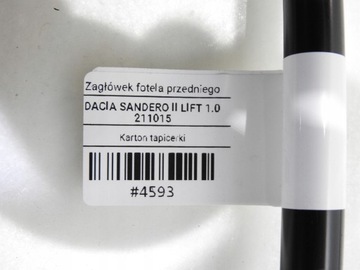 Zagłówek fotela przedniego
DACIA SANDERO II LIFT 1.0
211015
Karton tapicerki
#4593